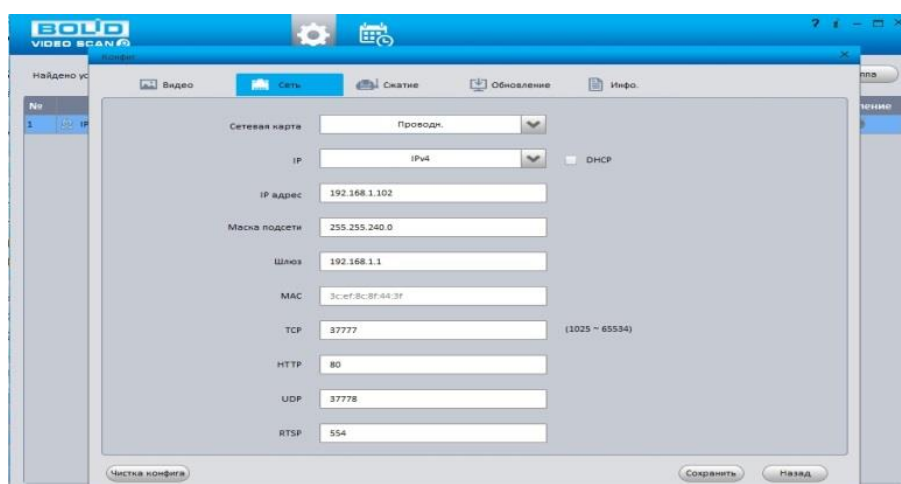 BOLID
VIDEO SCAN
? i
Конфиг
Найдено ус
ппа
Видео Сеть Сжатие Обновление Инфо.
№
ление
1 IP
Сетевая карта Проводн.
IP IPv4 DHCP
IP адрес 192.168.1.102
Маска подсети 255.255.240.0
Шлюз 192.168.1.1
MAC 3c:ef:8c:8f:44:3f
TCP 37777 (1025 ~ 65534)
HTTP 80
UDP 37778
RTSP 554
Чистка конфига Сохранить Назад